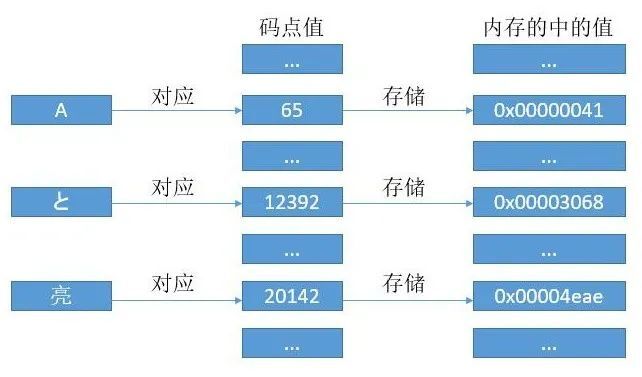 码点值 内存的中的值
... ...
A 对应 65 存储 0x00000041
... ...
と 对应 12392 存储 0x00003068
... ...
亮 对应 20142 存储 0x00004eae
... ...